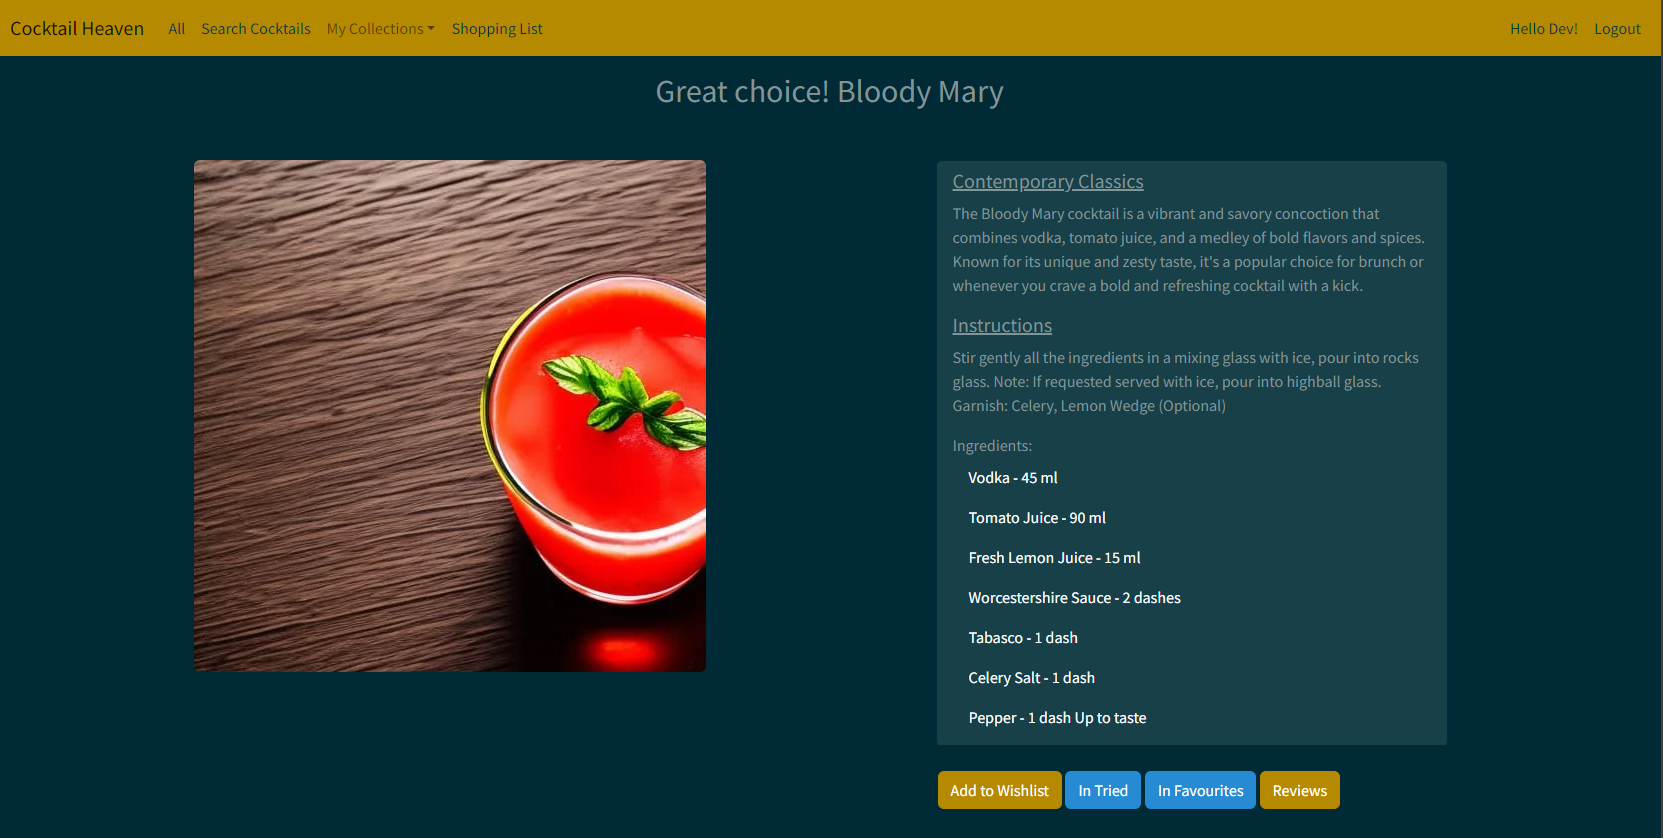 Cocktail Heaven All Search Cocktails My Collections Shopping List Hello Dev! Logout
Great choice! Bloody Mary
Contemporary Classics
The Bloody Mary cocktail is a vibrant and savory concoction that
combines vodka, tomato juice, and a medley of bold flavors and spices.
Known for its unique and zesty taste, it's a popular choice for brunch or
whenever you crave a bold and refreshing cocktail with a kick.
Instructions
Stir gently all the ingredients in a mixing glass with ice, pour into rocks
glass. Note: If requested served with ice, pour into highball glass.
Garnish: Celery, Lemon Wedge (Optional)
Ingredients:
Vodka - 45 ml
Tomato Juice - 90 ml
Fresh Lemon Juice - 15 ml
Worcestershire Sauce - 2 dashes
Tabasco - 1 dash
Celery Salt - 1 dash
Pepper - 1 dash Up to taste
Add to Wishlist In Tried In Favourites Reviews